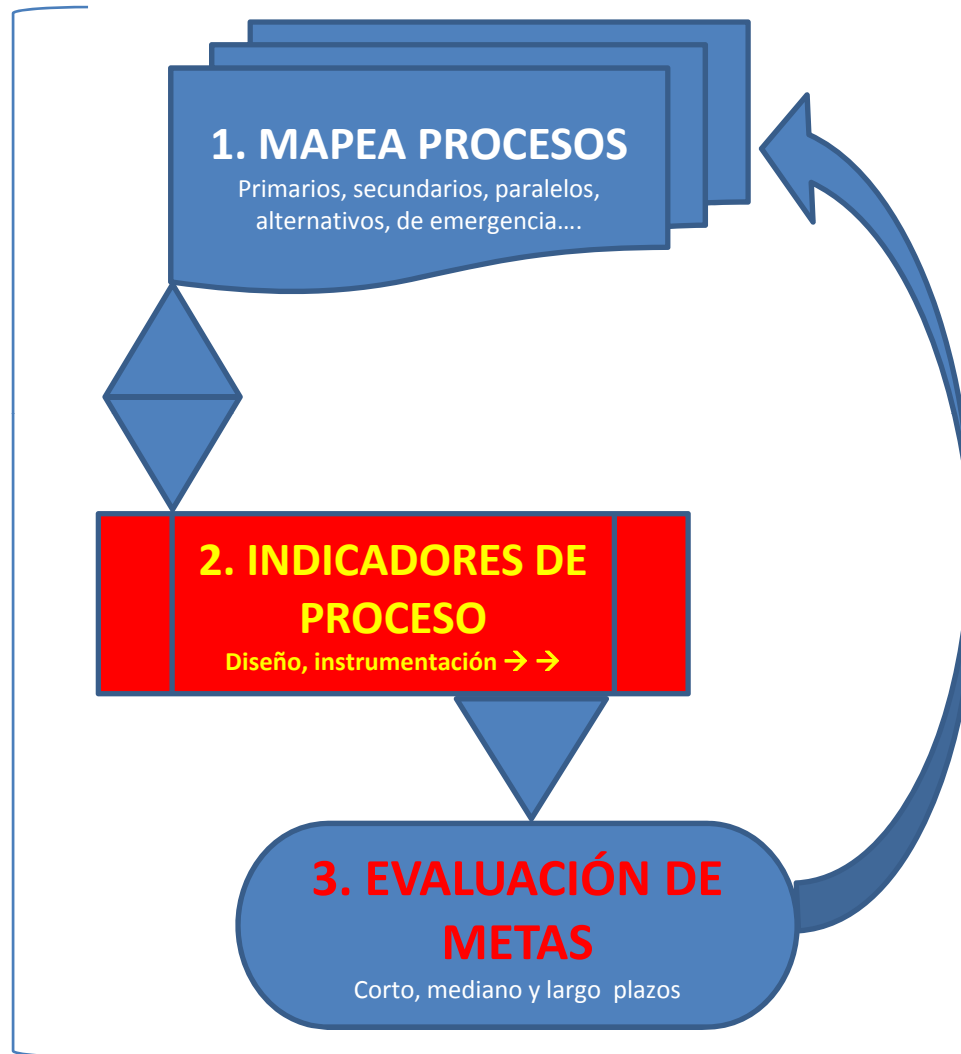 1. MAPEA PROCESOS
Primarios, secundarios, paralelos,
alternativos, de emergencia....
2. INDICADORES DE
PROCESO
Diseño, instrumentación → →
3. EVALUACIÓN DE
METAS
Corto, mediano y largo  plazos